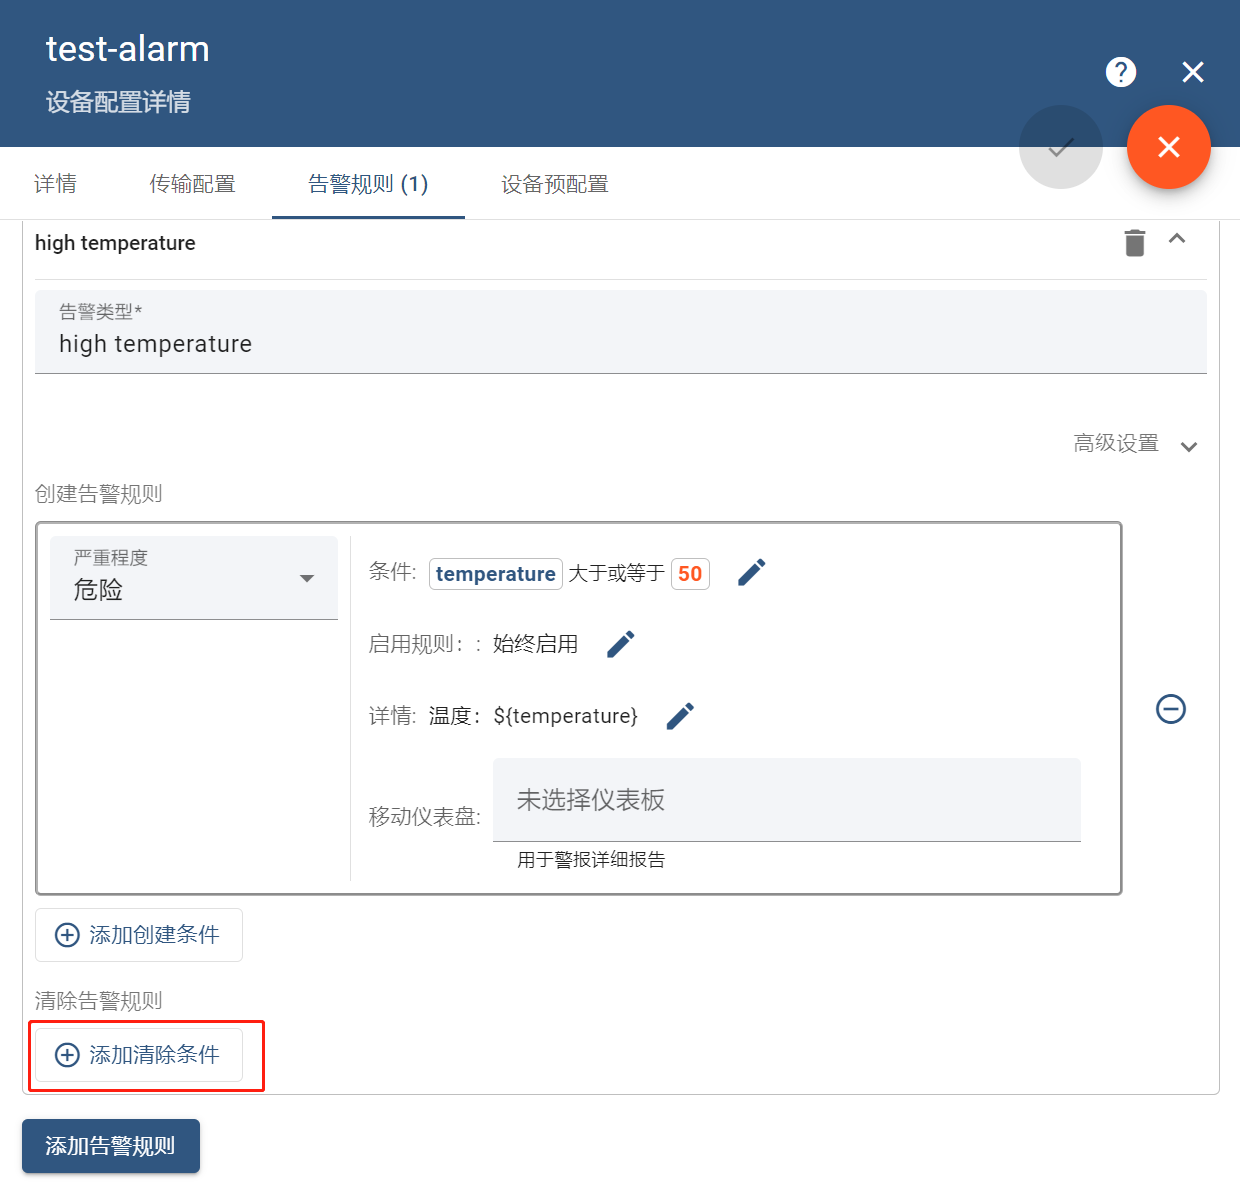 test-alarm
设备配置详情
详情 传输配置 告警规则 (1) 设备预配置
high temperature
告警类型*
high temperature
高级设置
创建告警规则
严重程度
危险
条件: temperature 大于或等于 50
启用规则: : 始终启用
详情: 温度: ${temperature}
移动仪表盘: 未选择仪表板
用于警报详细报告
添加创建条件
清除告警规则
添加清除条件
添加告警规则